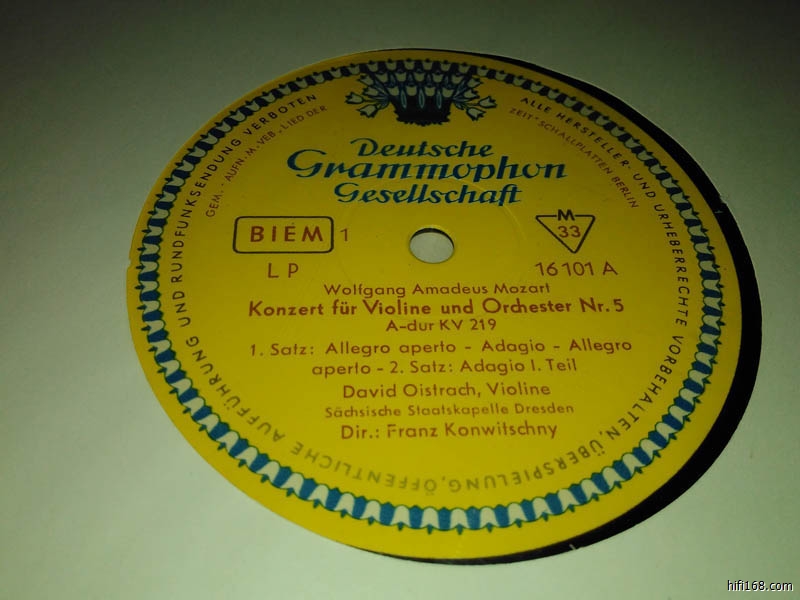 ALLE HERSTELLER- UND URHEBERRECHTE VORBEHALTEN, ÜBERSPIELUNG, ÖFFENTLICHE AUFFÜHRUNG UND RUNDFUNKSENDUNG VERBOTEN
GEM.- AUFN. M. VEB „LIED DER
ZEIT" SCHALLPLATTEN BERLIN
Deutsche
Grammophon
Gesellschaft
BIEM 1
M
33
LP
16101 A
Wolfgang Amadeus Mozart
Konzert für Violine und Orchester Nr. 5
A-dur KV 219
1. Satz: Allegro aperto - Adagio - Allegro
aperto - 2. Satz: Adagio I. Teil
David Oistrach, Violine
Sächsische Staatskapelle Dresden
Dir.: Franz Konwitschny
hifi168.com